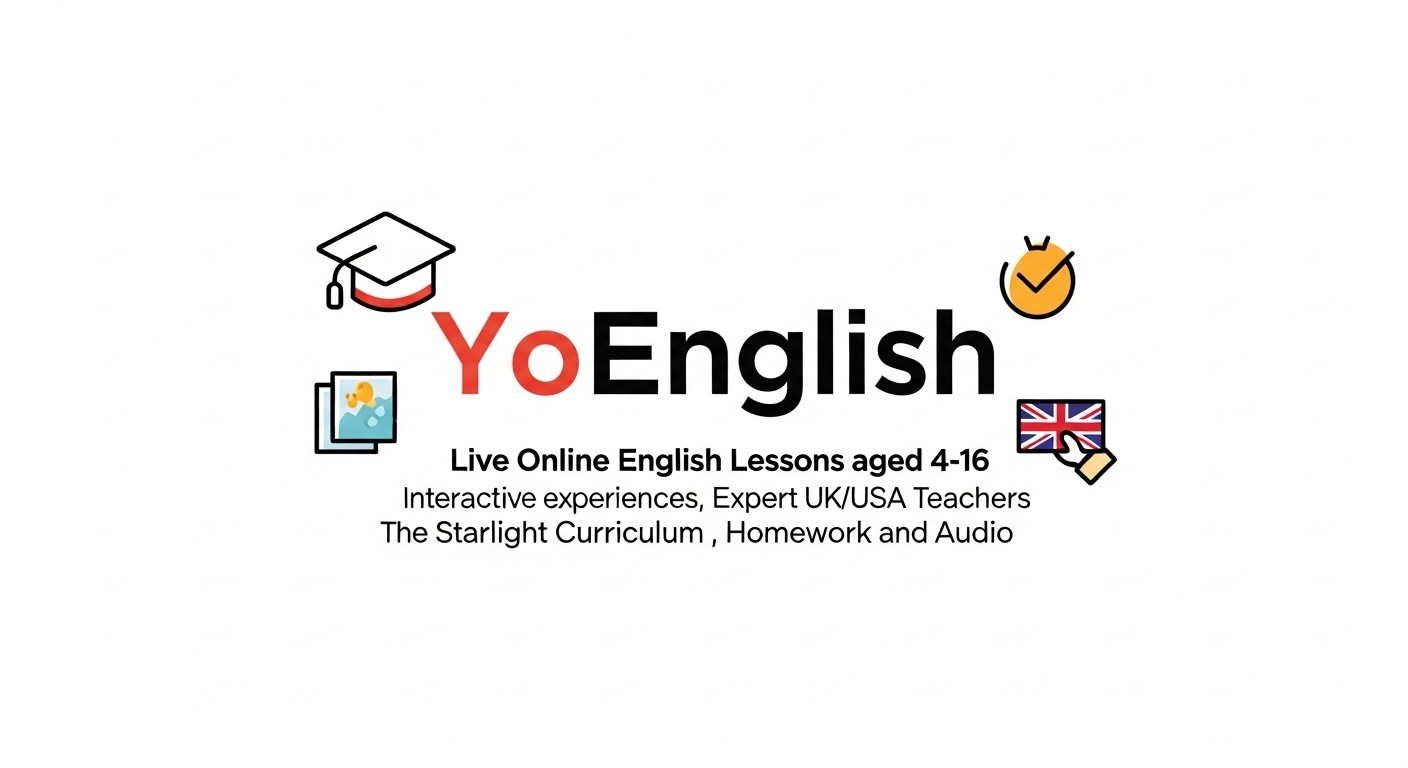 YoEnglish
Live Online English Lessons aged 4-16
Interactive experiences, Expert UK/USA Teachers
The Starlight Curriculum , Homework and Audio